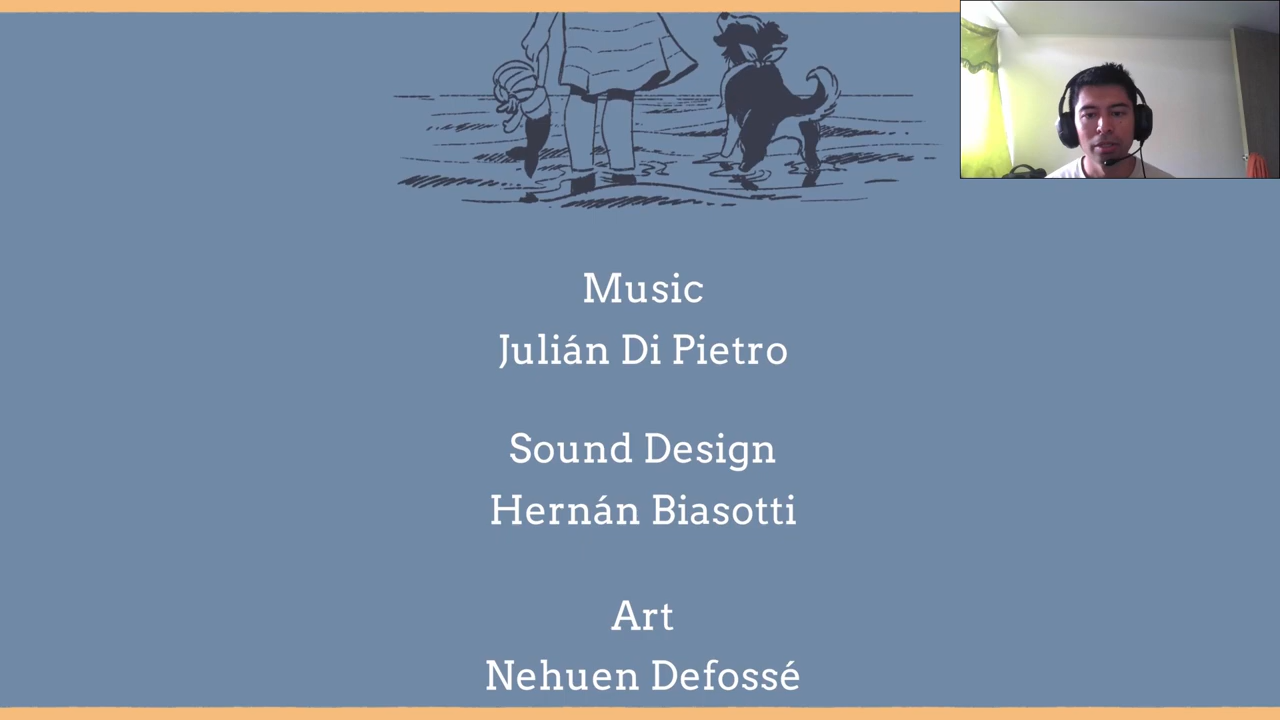 Music
Julián Di Pietro
Sound Design
Hernán Biasotti
Art
Nehuen Defossé